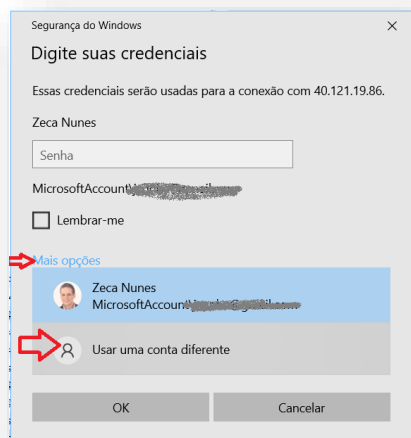 Segurança do Windows
Digite suas credenciais
Essas credenciais serão usadas para a conexão com 40.121.19.86.
Zeca Nunes
Senha
Lembrar-me
Mais opções
Zeca Nunes
Usar uma conta diferente
OK
Cancelar